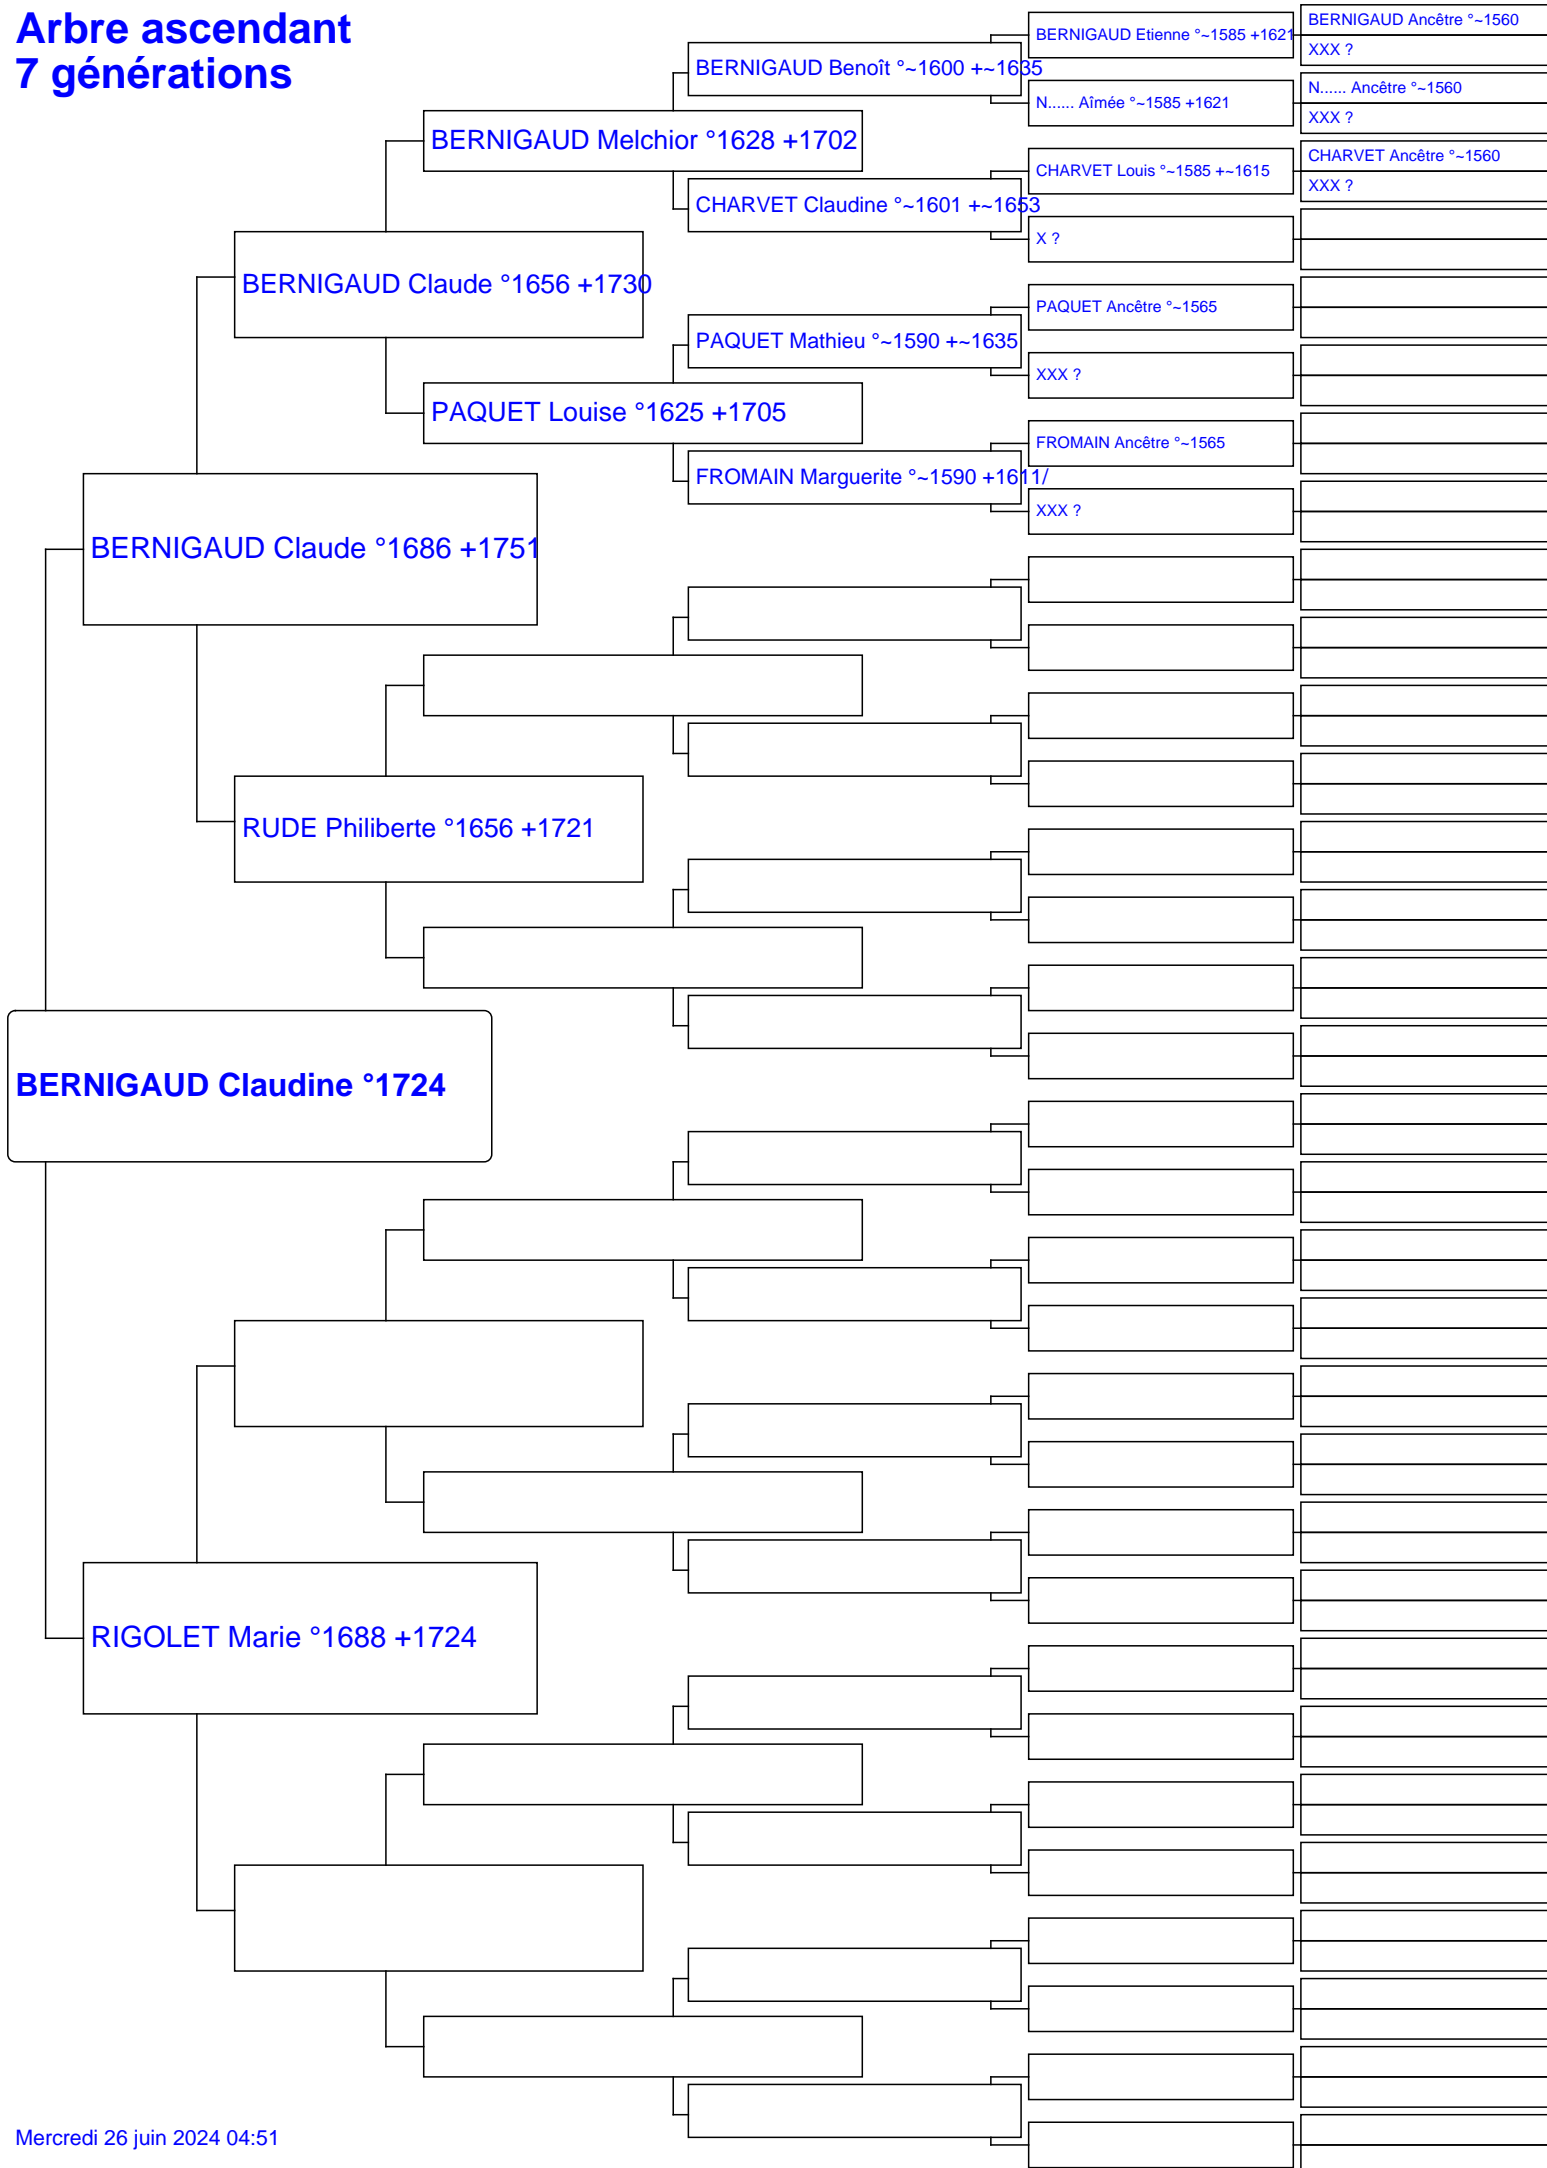 Arbre ascendant
7 générations
BERNIGAUD Etienne °~1585 +1621
BERNIGAUD Ancêtre °~1560
XXX ?
BERNIGAUD Benoît °~1600 +~1635
N...... Aîmée °~1585 +1621
N...... Ancêtre °~1560
XXX ?
BERNIGAUD Melchior °1628 +1702
CHARVET Louis °~1585 +~1615
CHARVET Ancêtre °~1560
XXX ?
CHARVET Claudine °~1601 +~1653
X ?
BERNIGAUD Claude °1656 +1730
PAQUET Ancêtre °~1565
PAQUET Mathieu °~1590 +~1635
XXX ?
PAQUET Louise °1625 +1705
FROMAIN Ancêtre °~1565
FROMAIN Marguerite °~1590 +1611/
XXX ?
BERNIGAUD Claude °1686 +1751
RUDE Philiberte °1656 +1721
BERNIGAUD Claudine °1724
RIGOLET Marie °1688 +1724
Mercredi 26 juin 2024 04:51